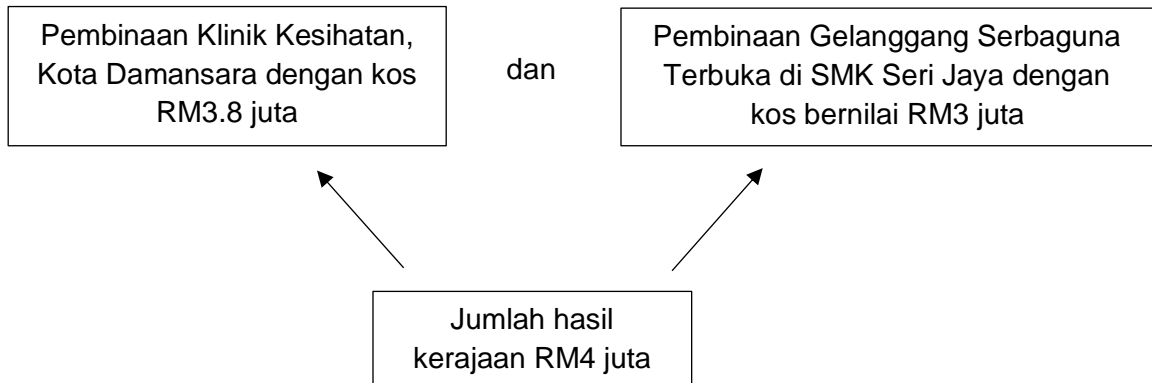 Pembinaan Klinik Kesihatan,
Kota Damansara dengan kos
RM3.8 juta
dan
Pembinaan Gelanggang Serbaguna
Terbuka di SMK Seri Jaya dengan
kos bernilai RM3 juta
Jumlah hasil
kerajaan RM4 juta